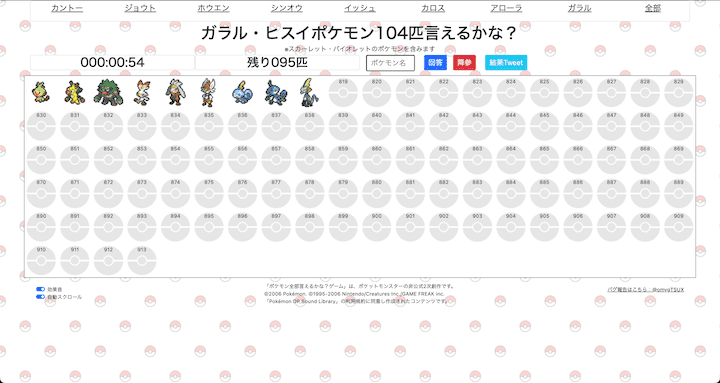 カントー ジョウト ホウエン シンオウ イッシュ カロス アローラ ガラル 全部
ガラル・ヒスイポケモン104匹言えるかな？
※スカーレット・バイオレットのポケモンを含みます
000:00:54 残り095匹 ポケモン名 回答 降参 結果Tweet
819 820 821 822 823 824 825 826 827 828 829
830 831 832 833 834 835 836 837 838 839 840 841 842 843 844 845 846 847 848 849
850 851 852 853 854 855 856 857 858 859 860 861 862 863 864 865 866 867 868 869
870 871 872 873 874 875 876 877 878 879 880 881 882 883 884 885 886 887 888 889
890 891 892 893 894 895 896 897 898 899 900 901 902 903 904 905 906 907 908 909
910 911 912 913
効果音
自動スクロール
「ポケモン全部言えるかな？ゲーム」は、ポケットモンスターの非公式2次創作です。
©2006 Pokémon. ©1995-2006 Nintendo/Creatures inc./GAME FREAK inc.
「Pokémon DP Sound Library」の利用規約に同意し作成されたコンテンツです。
バグ報告はこちら：@omygTSUX